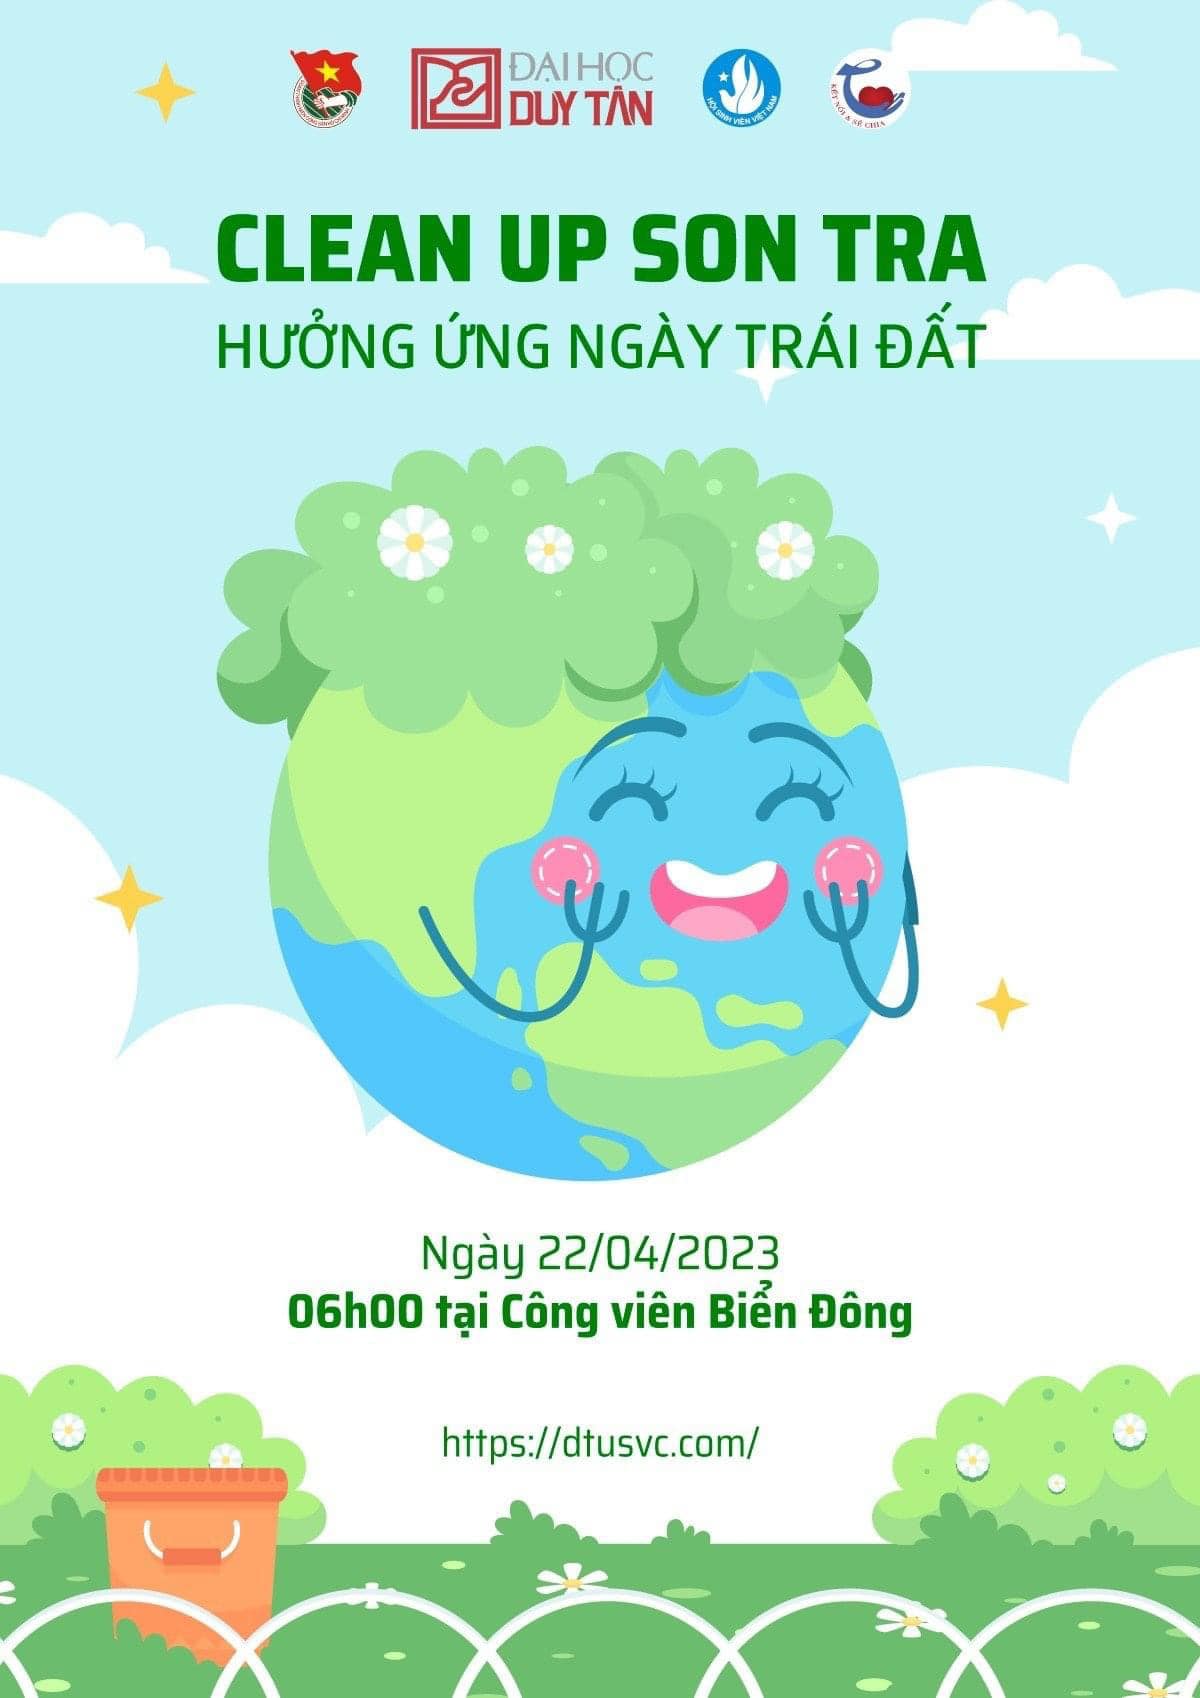 ĐẠI HỌC
DUY TÂN
HỘI SINH VIÊN VIỆT NAM
KẾT NỐI & SẺ CHIA
CLEAN UP SON TRA
HƯỞNG ỨNG NGÀY TRÁI ĐẤT
Ngày 22/04/2023
06h00 tại Công viên Biển Đông
https://dtusvc.com/